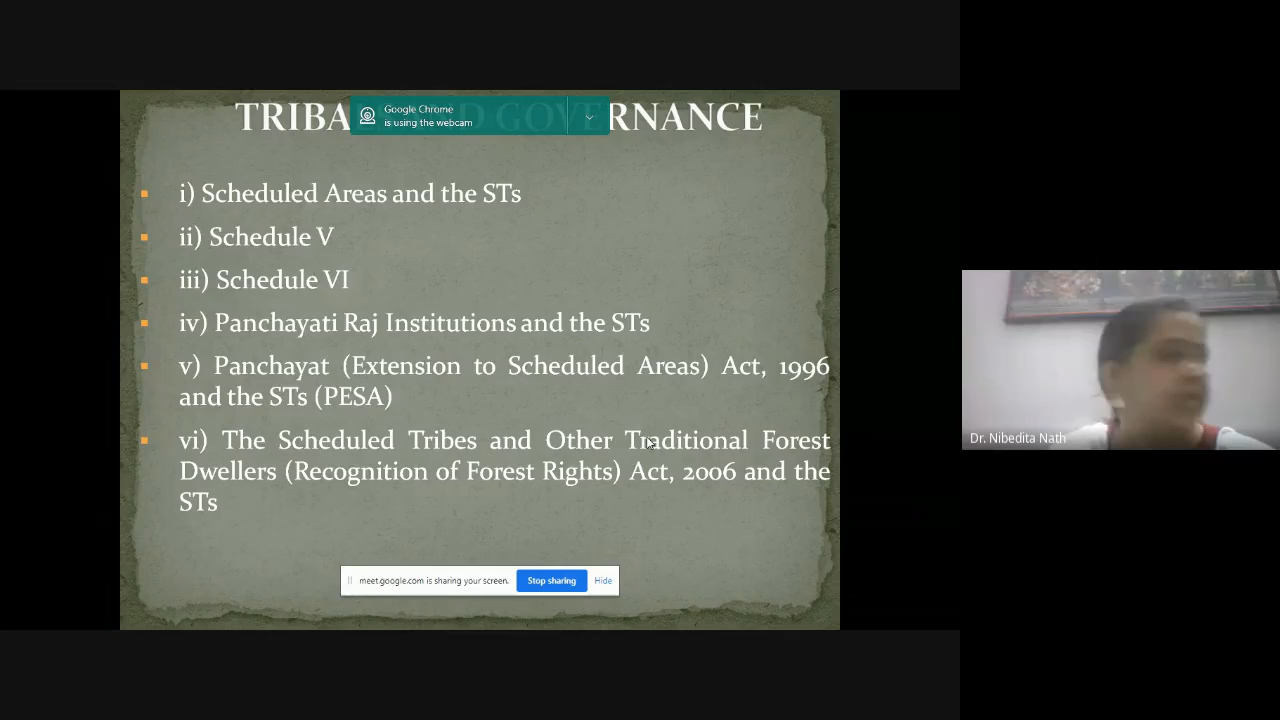 TRIBA RNANCE
Google Chrome
is using the webcam
i) Scheduled Areas and the STs
ii) Schedule V
iii) Schedule VI
iv) Panchayati Raj Institutions and the STs
v) Panchayat (Extension to Scheduled Areas) Act, 1996
and the STs (PESA)
vi) The Scheduled Tribes and Other Traditional Forest
Dwellers (Recognition of Forest Rights) Act, 2006 and the
STs
meet.google.com is sharing your screen. Stop sharing Hide
Dr. Nibedita Nath